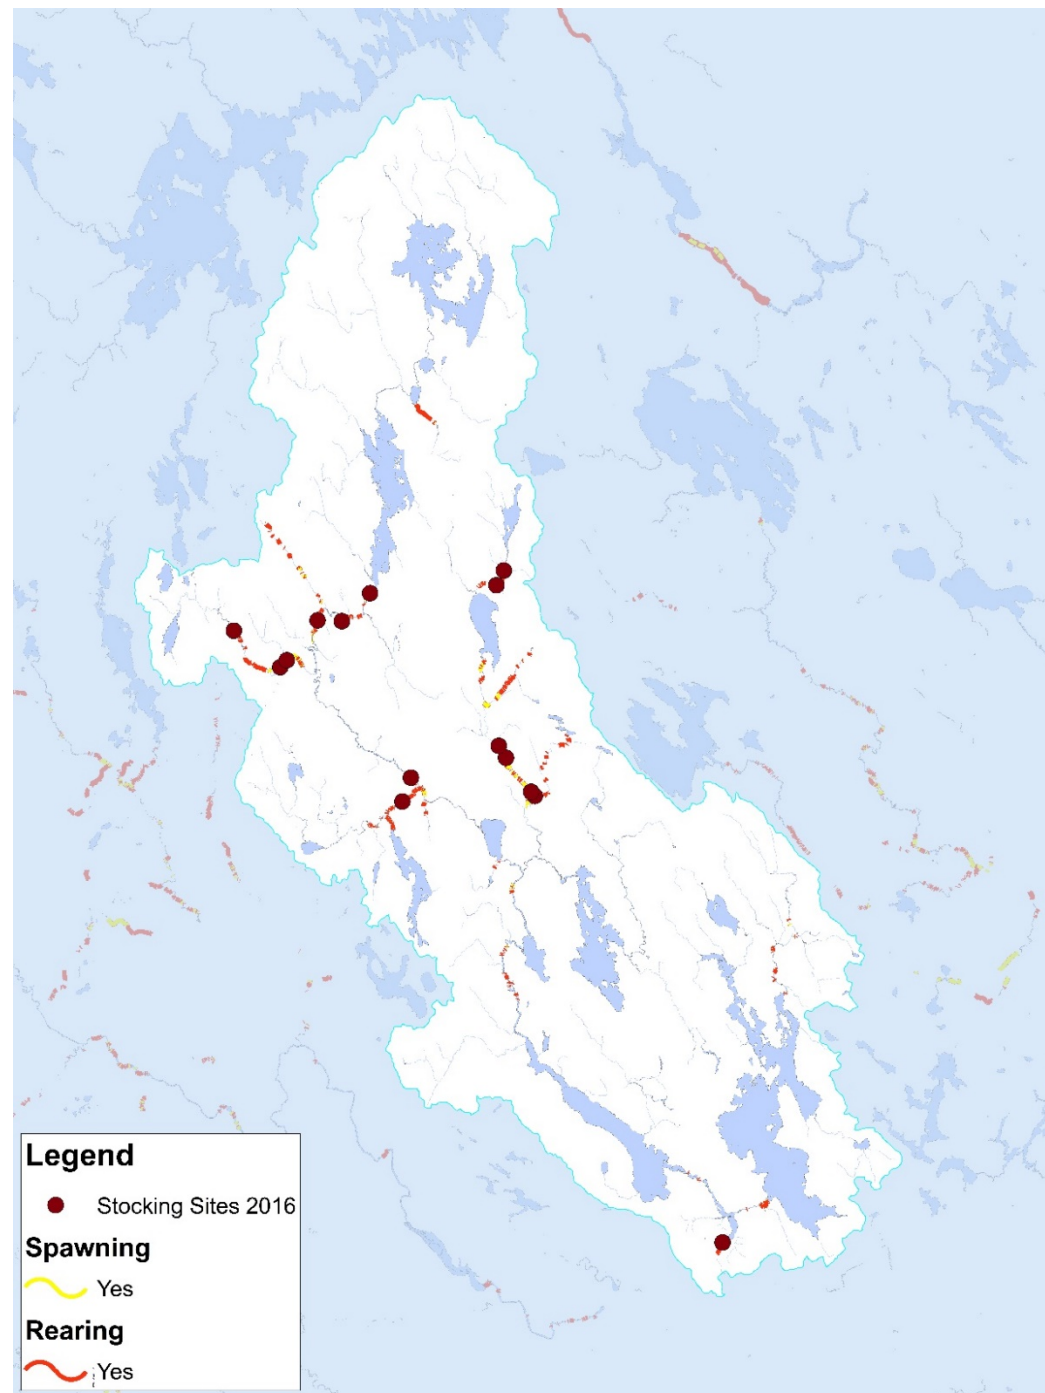 Legend
Stocking Sites 2016
Spawning
Yes
Rearing
Yes